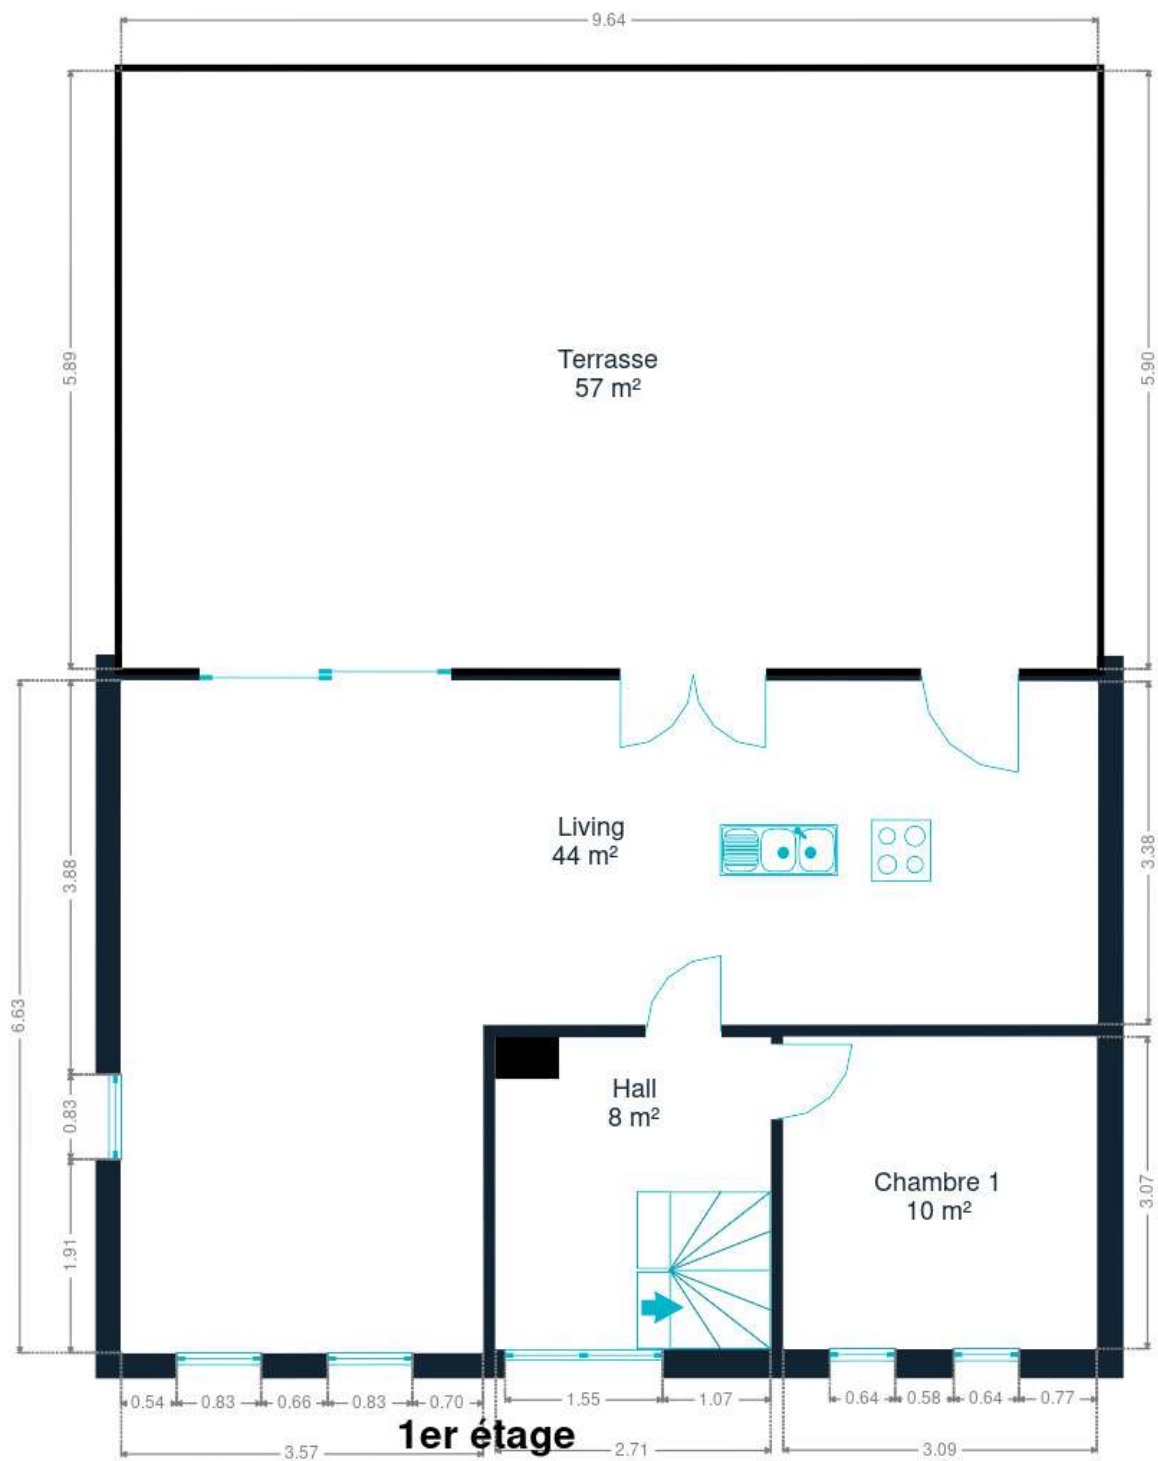 9.64
5.89
5.90
Terrasse
57 m²
Living
44 m²
3.88
3.38
6.63
0.83
Hall
8 m²
Chambre 1
10 m²
3.07
1.91
0.54 0.83 0.66 0.83 0.70 1.55 1.07 0.64 0.58 0.64 0.77
1er étage
3.57 2.71 3.09